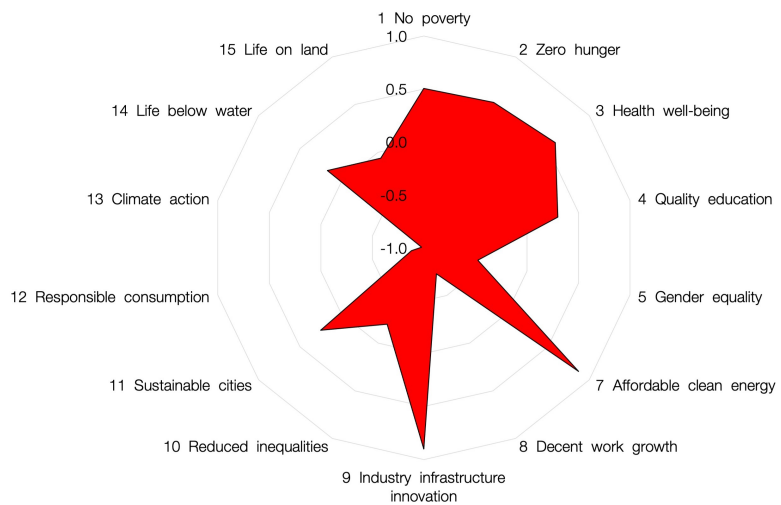 1 No poverty
1.0
15 Life on land
2 Zero hunger
0.5
14 Life below water
3 Health well-being
0.0
13 Climate action
-0.5
4 Quality education
-1.0
12 Responsible consumption
5 Gender equality
11 Sustainable cities
7 Affordable clean energy
10 Reduced inequalities
8 Decent work growth
9 Industry infrastructure
innovation